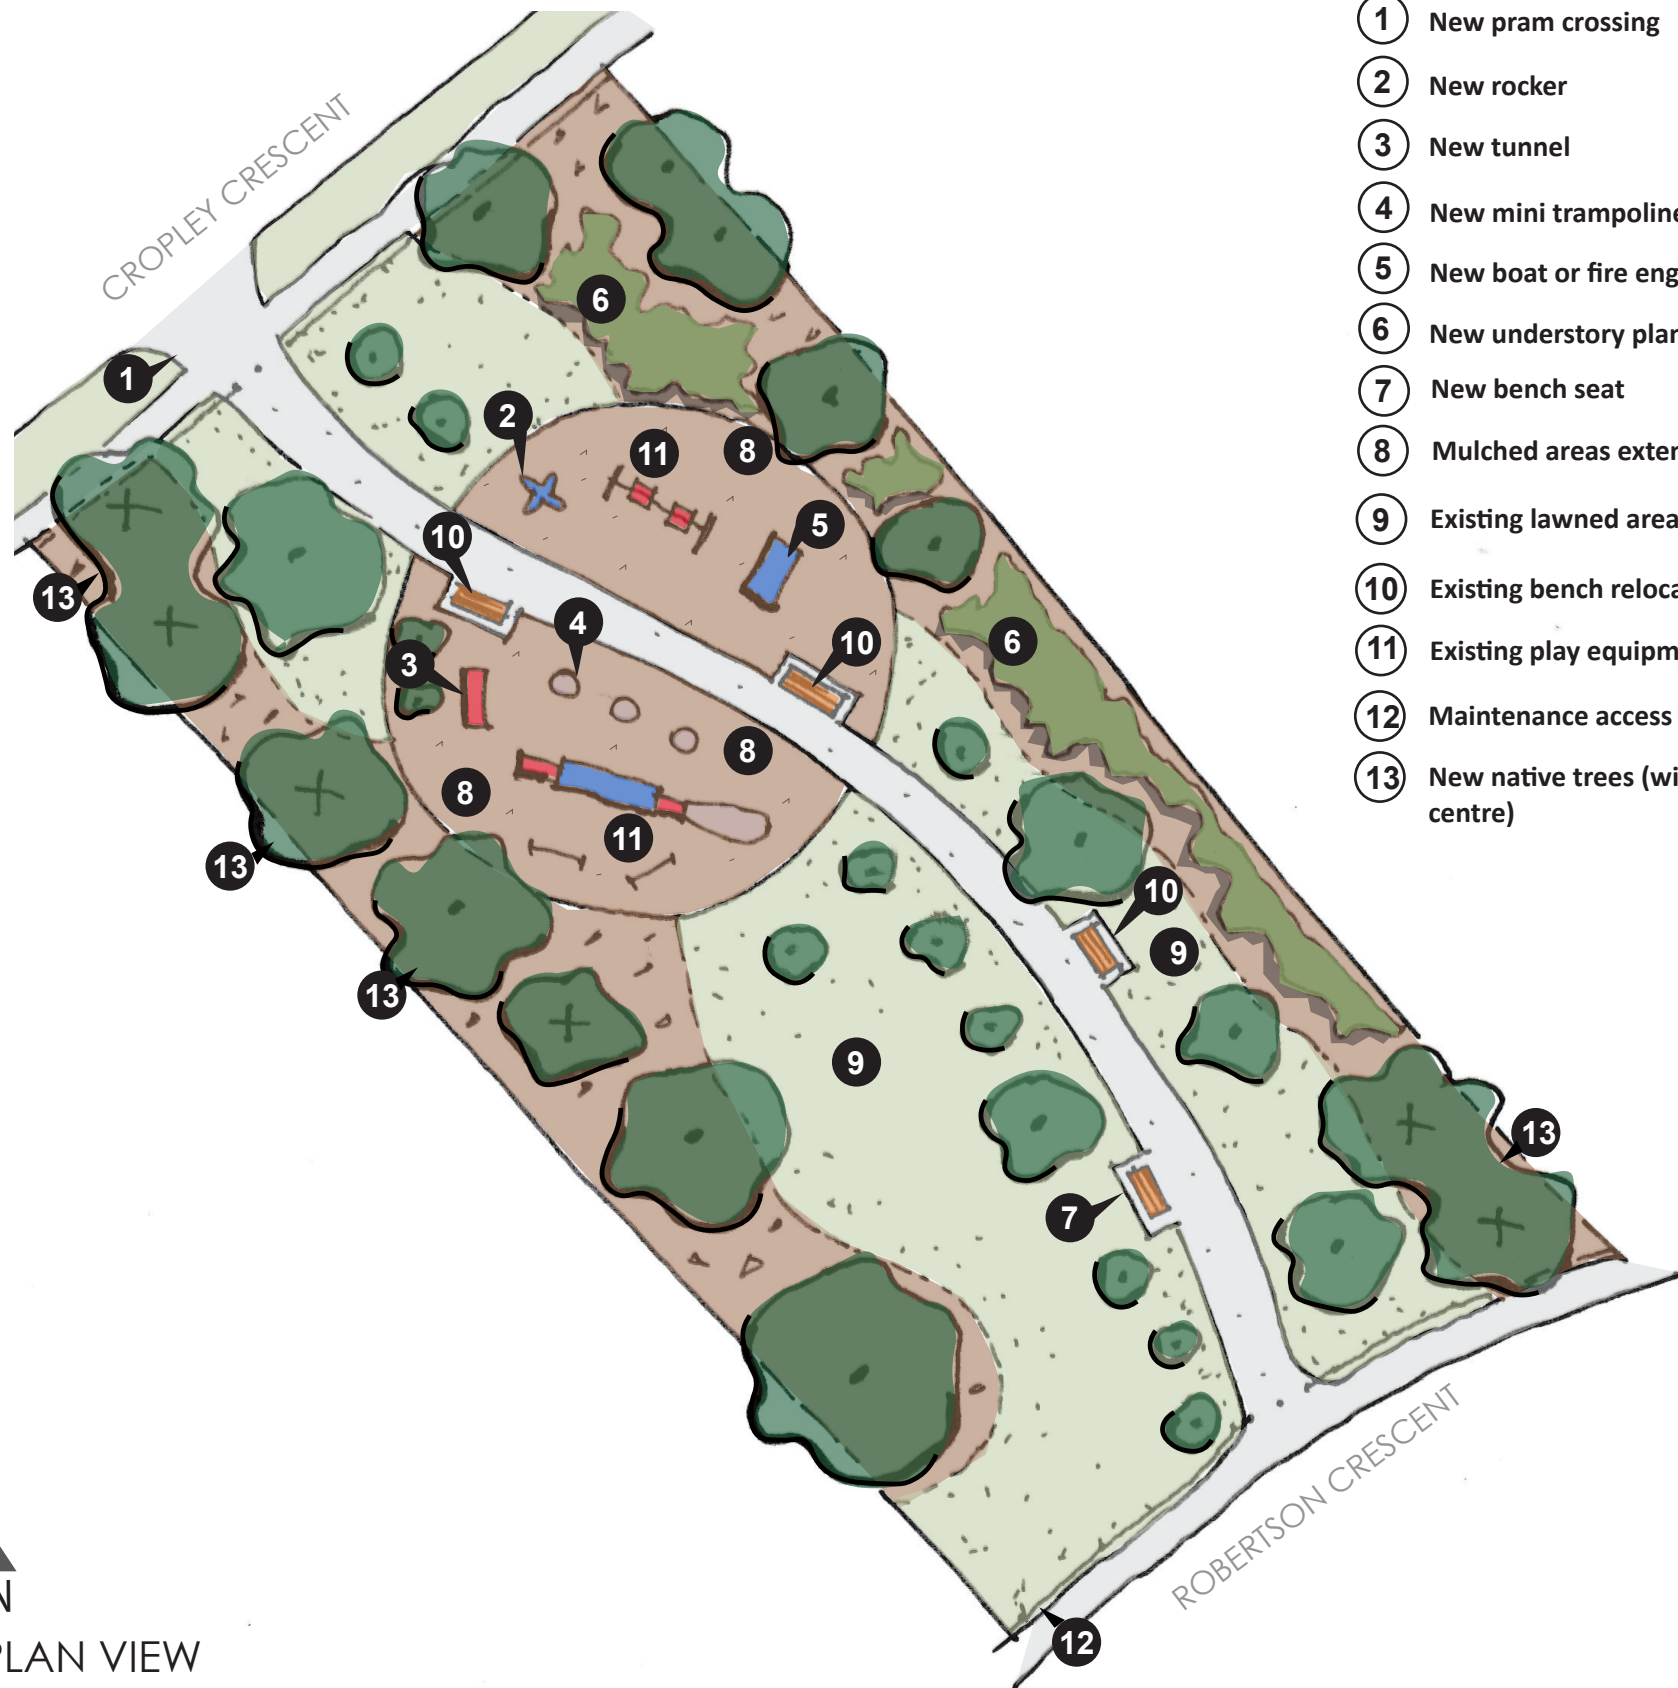 1 New pram crossing
2 New rocker
3 New tunnel
4 New mini trampoline
5 New boat or fire eng
6 New understory plan
7 New bench seat
8 Mulched areas exten
9 Existing lawned area
10 Existing bench reloca
11 Existing play equipm
12 Maintenance access
13 New native trees (wi
centre)
CROPLEY CRESCENT
6
1
2
11
8
5
10
13
4
10
6
3
8
8
11
13
10
9
13
9
13
7
ROBERTSON CRESCENT
12
N
PLAN VIEW